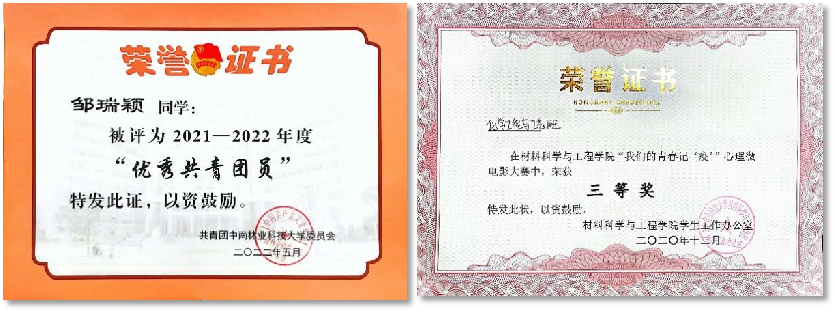 荣誉证书
邹瑞颖 同学：
被评为 2021—2022 年度
“优秀共青团员”
特发此证，以资鼓励。
共青团中南林业科技大学委员会
二〇二二年五月
荣誉证书
在材料科学与工程学院“我们的青春记‘疫’”心理微
电影大赛中，荣获
三等奖
特发此状，以资鼓励。
材料科学与工程学院学生工作办公室
二〇二〇年十二月